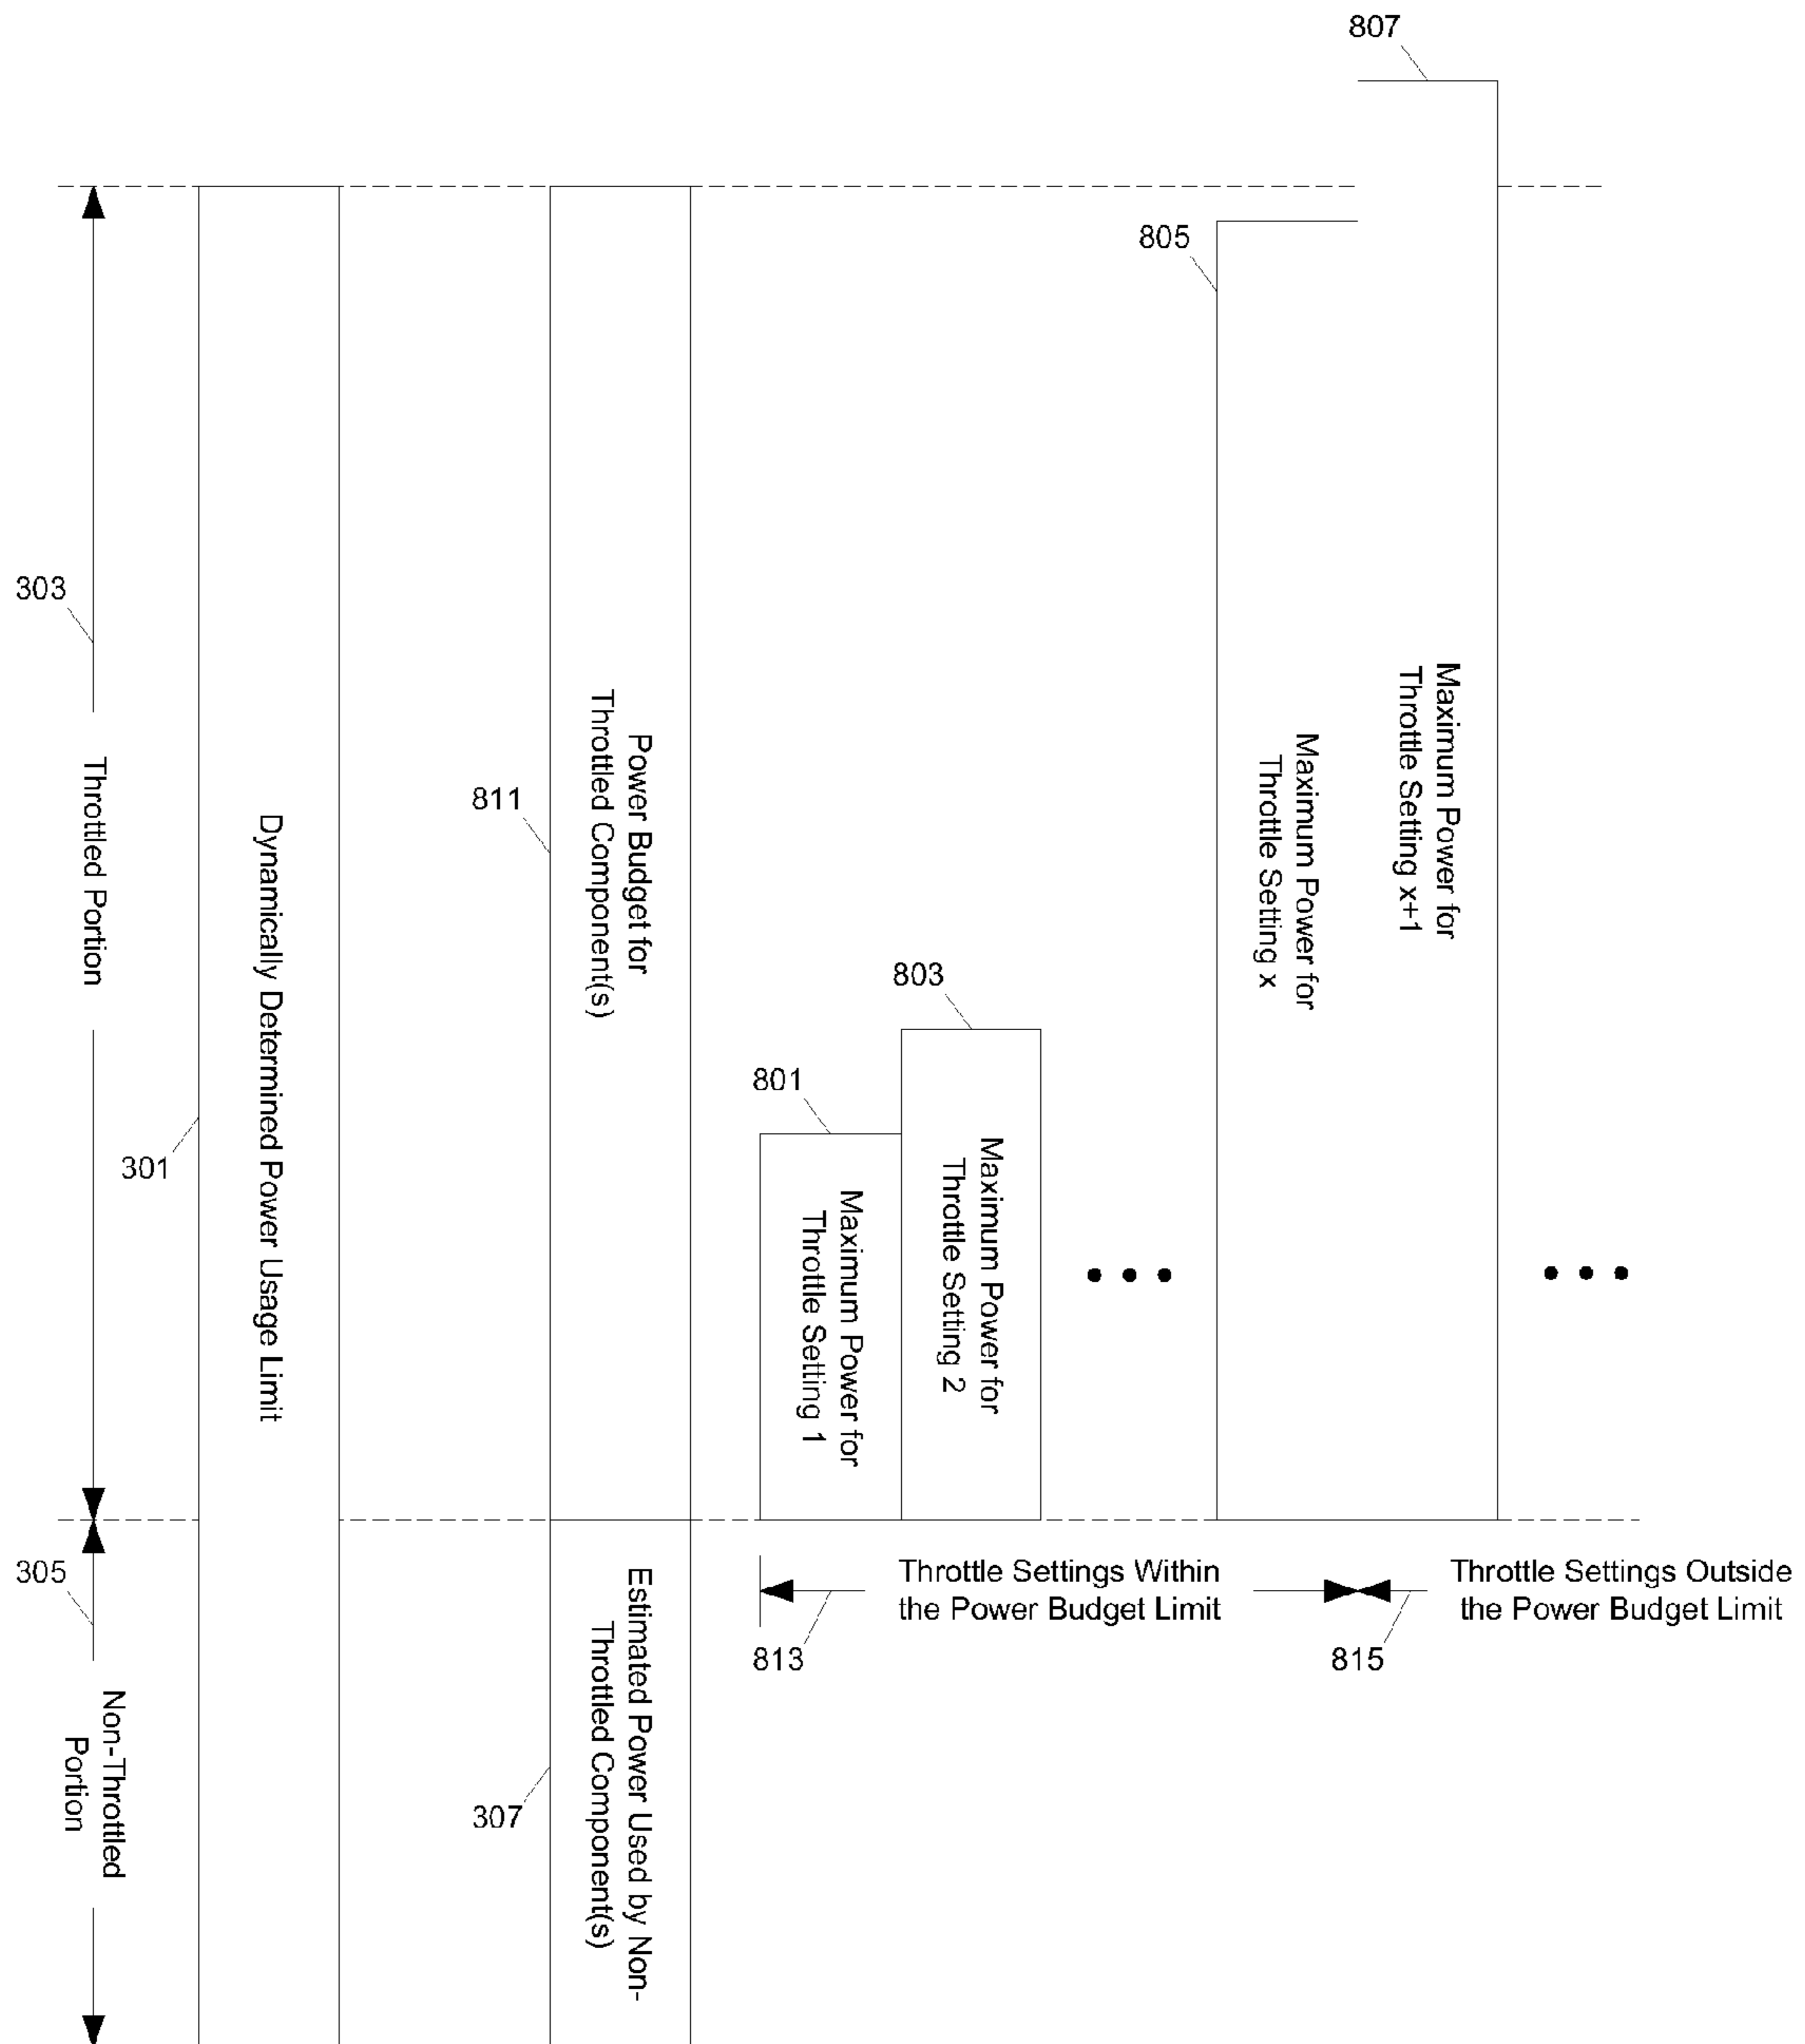 807
805
303
Throttled Portion
301
Dynamically Determined Power Usage Limit
811
Power Budget for
Throttled Component(s)
801
Maximum Power for
Throttle Setting 1
803
Maximum Power for
Throttle Setting 2
•••
Maximum Power for
Throttle Setting x
Maximum Power for
Throttle Setting x+1
•••
305
Non-Throttled
Portion
307
Estimated Power Used by Non-
Throttled Component(s)
Throttle Settings Within
the Power Budget Limit
813
Throttle Settings Outside
the Power Budget Limit
815